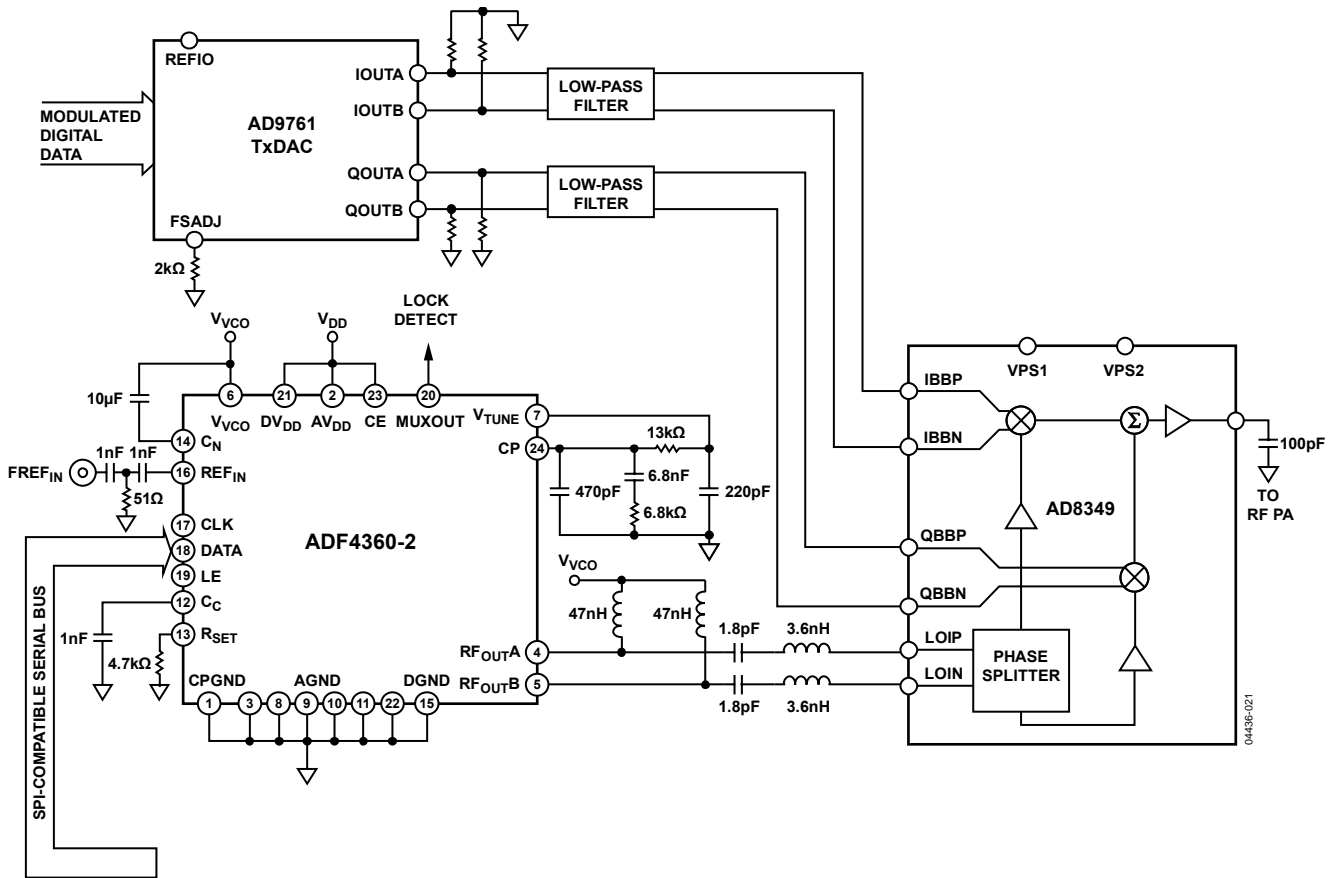 REFIO
IOUTA
IOUTB
QOUTA
QOUTB
MODULATED
DIGITAL
DATA
AD9761
TxDAC
FSADJ
2kΩ
LOW-PASS
FILTER
LOW-PASS
FILTER
LOCK
DETECT
VVCO
VDD
10µF
6
21
2
23
20
VVCO
DVDD
AVDD
CE
MUXOUT
VTUNE
7
CP
24
14
CN
1nF
1nF
FREFIN
16
REFIN
51Ω
17
CLK
18
DATA
19
LE
12
CC
13
RSET
1nF
4.7kΩ
ADF4360-2
13kΩ
6.8nF
470pF
220pF
6.8kΩ
VVCO
47nH
47nH
1.8pF
3.6nH
RFOUTA
4
RFOUTB
5
1.8pF
3.6nH
CPGND
AGND
DGND
1
3
8
9
10
11
22
15
SPI-COMPATIBLE SERIAL BUS
VPS1
VPS2
IBBP
IBBN
Σ
AD8349
QBBP
QBBN
LOIP
LOIN
PHASE
SPLITTER
100pF
TO
RF PA
04436-021